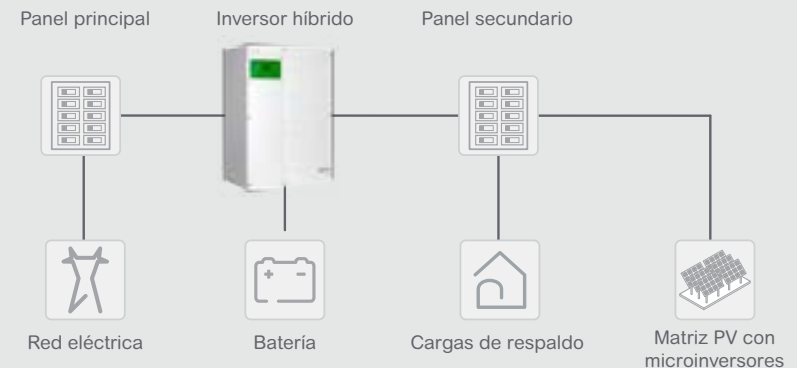 Panel principal
Inversor híbrido
Panel secundario
Red eléctrica
Batería
Cargas de respaldo
Matriz PV con
microinversores